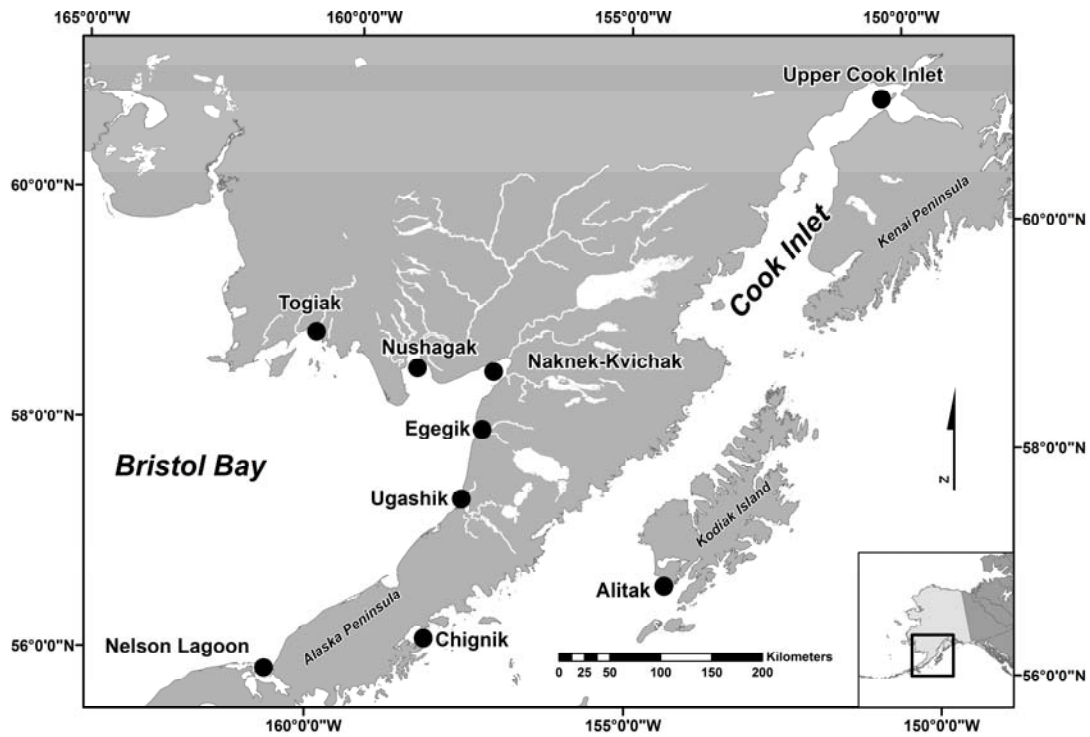 165°0'0"W
160°0'0"W
155°0'0"W
150°0'0"W
Upper Cook Inlet
60°0'0"N
60°0'0"N
Kenai Peninsula
Cook Inlet
Togiak
Nushagak
Naknek-Kvichak
58°0'0"N
58°0'0"N
Egegik
Bristol Bay
Ugashik
N
Kodiak Island
Alitak
Alaska Peninsula
Nelson Lagoon
Chignik
56°0'0"N
56°0'0"N
Kilometers
0 25 50 100 150 200
160°0'0"W
155°0'0"W
150°0'0"W